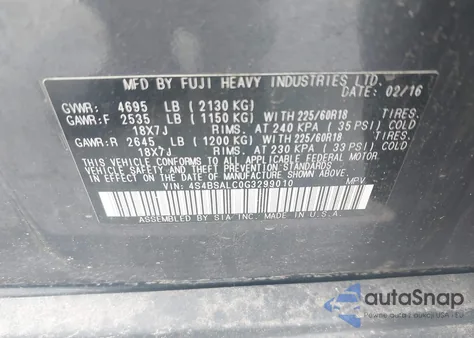 MFD BY FUJI HEAVY INDUSTRIES LTD.
DATE: 02/16
GVWR: 4695 LB (2130 KG)
GAWR:F 2535 LB (1150 KG) WITH 225/60R18 TIRES.
18X7J RIMS. AT 240 KPA (35 PSI) COLD
GAWR:R 2645 LB (1200 KG) WITH 225/60R18 TIRES.
18X7J RIMS. AT 230 KPA (33 PSI) COLD
THIS VEHICLE CONFORMS TO ALL APPLICABLE FEDERAL MOTOR VEHICLE
SAFETY AND THEFT PREVENTION STANDARDS IN EFFECT ON THE
DATE OF MANUFACTURE SHOWN ABOVE.
VIN: 4S4BSALC0G3299010 MPV
ASSEMBLED BY SIA INC. MADE IN U.S.A.
autoSnap